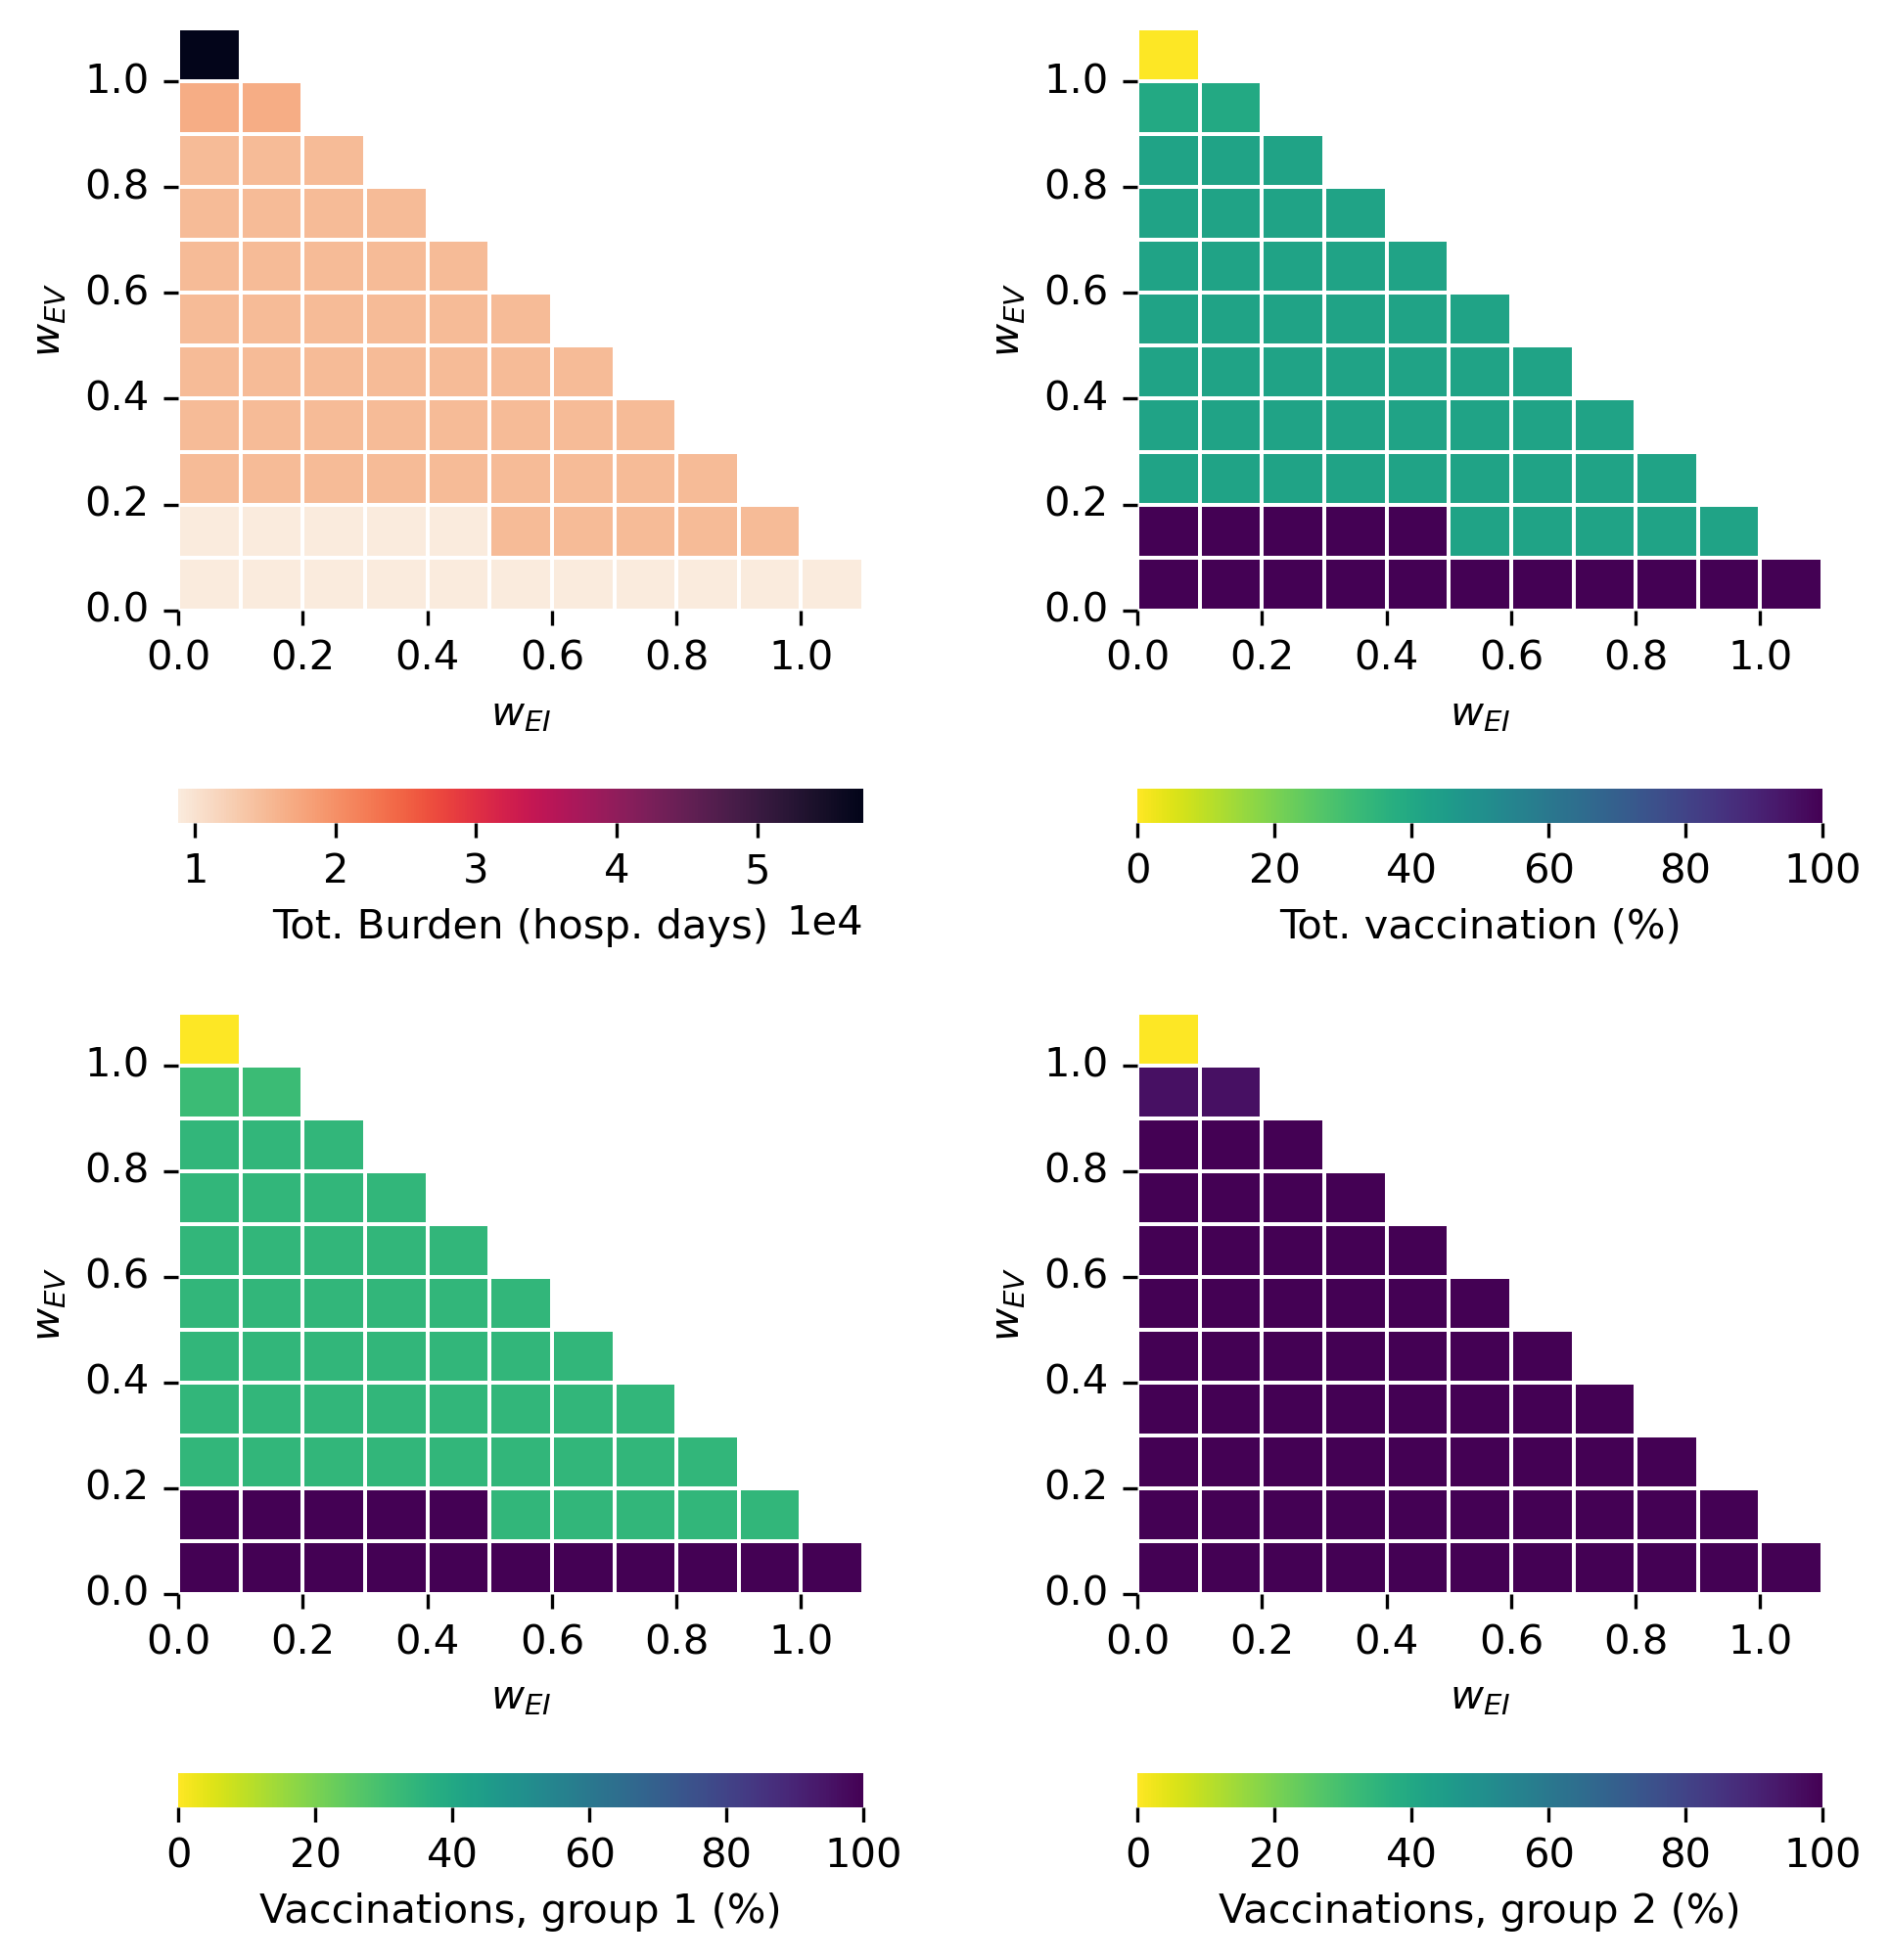 1.0
0.8
0.6
0.4
0.2
0.0
w_EV
0.0 0.2 0.4 0.6 0.8 1.0
w_EI
1 2 3 4 5
Tot. Burden (hosp. days) 1e4
1.0
0.8
0.6
0.4
0.2
0.0
w_EV
0.0 0.2 0.4 0.6 0.8 1.0
w_EI
0 20 40 60 80 100
Tot. vaccination (%)
1.0
0.8
0.6
0.4
0.2
0.0
w_EV
0.0 0.2 0.4 0.6 0.8 1.0
w_EI
0 20 40 60 80 100
Vaccinations, group 1 (%)
1.0
0.8
0.6
0.4
0.2
0.0
w_EV
0.0 0.2 0.4 0.6 0.8 1.0
w_EI
0 20 40 60 80 100
Vaccinations, group 2 (%)